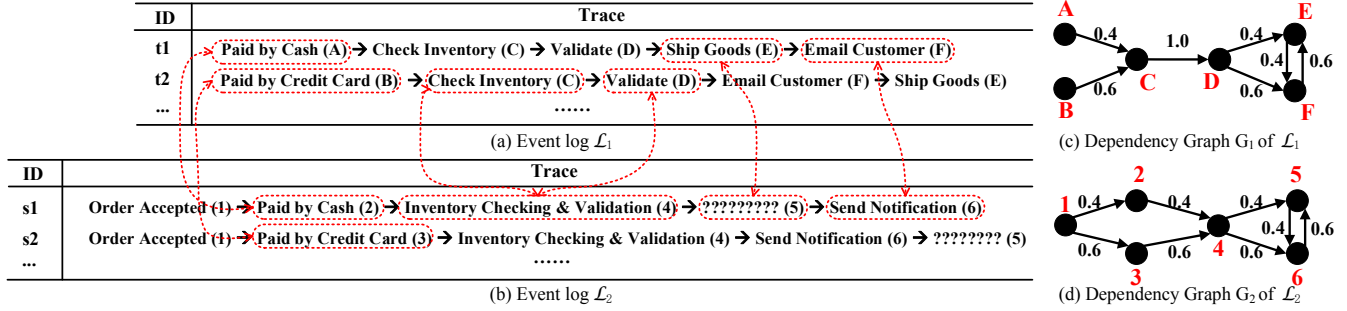 ID Trace
t1 Paid by Cash (A) → Check Inventory (C) → Validate (D) → Ship Goods (E) → Email Customer (F)
t2 Paid by Credit Card (B) → Check Inventory (C) → Validate (D) → Email Customer (F) → Ship Goods (E)
... ......
(a) Event log ℒ₁
ID Trace
s1 Order Accepted (1) → Paid by Cash (2) → Inventory Checking & Validation (4) → ????????? (5) → Send Notification (6)
s2 Order Accepted (1) → Paid by Credit Card (3) → Inventory Checking & Validation (4) → Send Notification (6) → ???????? (5)
... ......
(b) Event log ℒ₂
A E
0.4 1.0 0.4 0.4 0.6
C D
0.6 0.6
B F
(c) Dependency Graph G₁ of ℒ₁
2 5
1 0.4 0.4 0.4 0.4 0.6
4
0.6 0.6 0.6
3 6
(d) Dependency Graph G₂ of ℒ₂